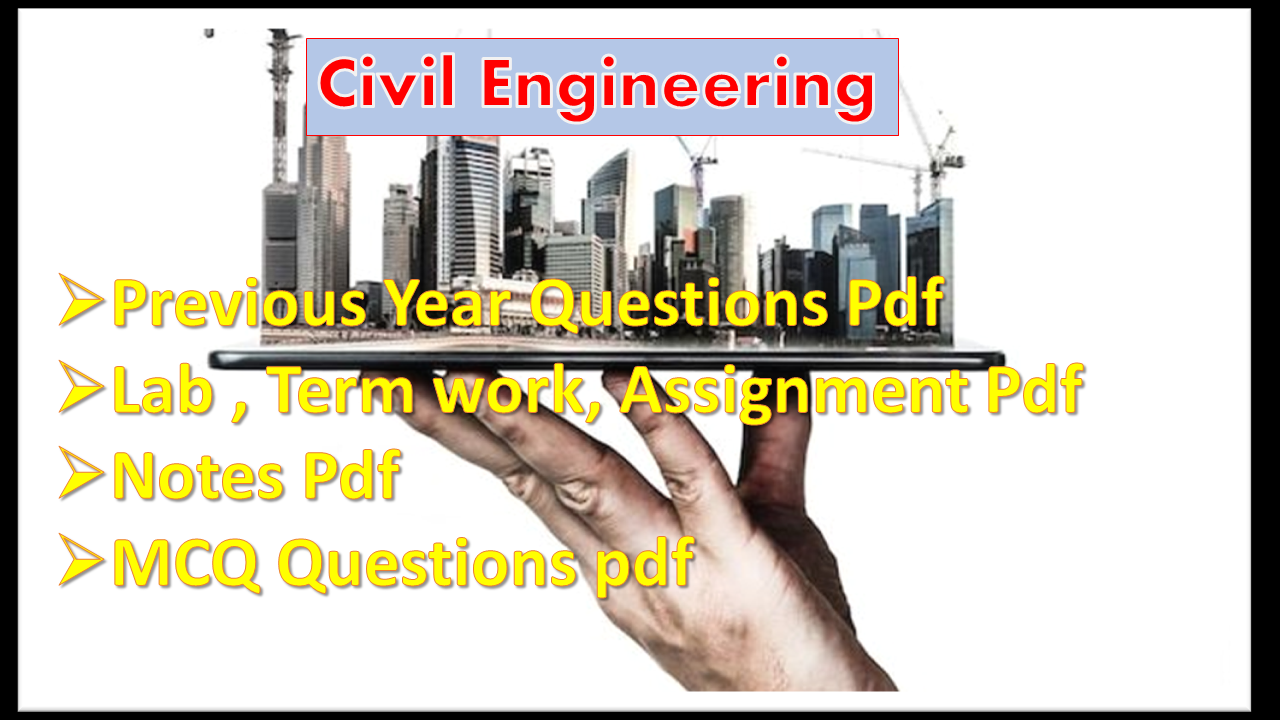 Civil Engineering
➢Previous Year Questions Pdf
➢Lab , Term work, Assignment Pdf
➢Notes Pdf
➢MCQ Questions pdf